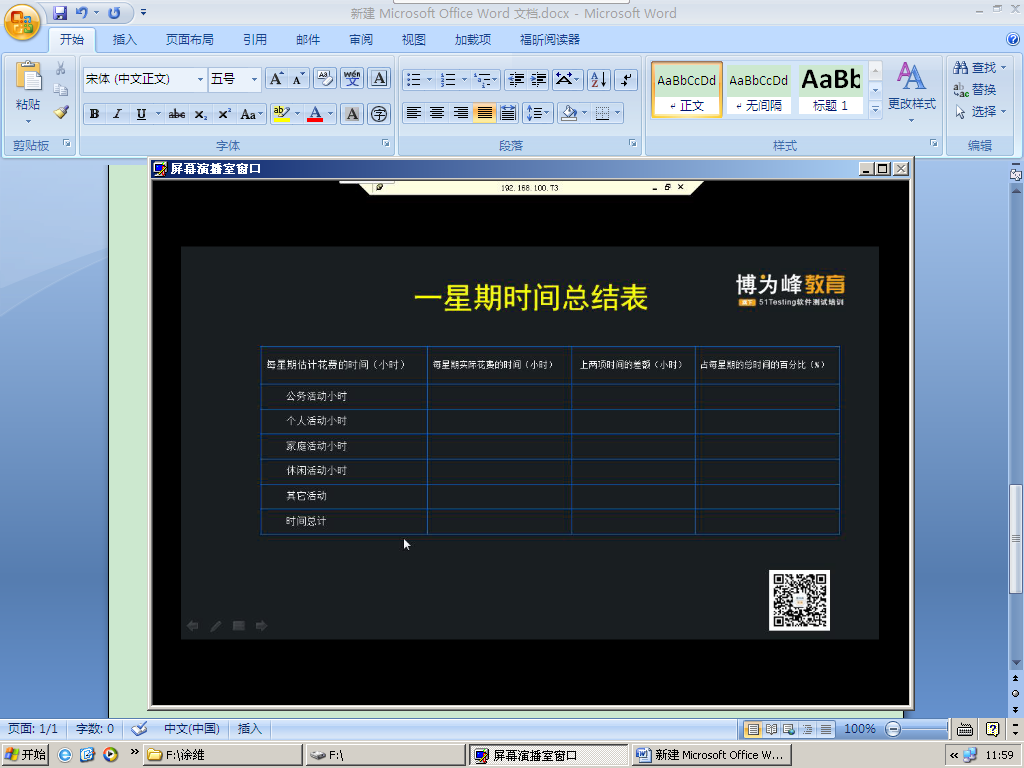 新建 Microsoft Office Word 文档.docx - Microsoft Word
开始 插入 页面布局 引用 邮件 审阅 视图 加载项 福昕阅读器
粘贴
剪贴板
宋体 (中文正文) 五号
B I U abc X₂ X² Aa
字体
段落
AaBbCcDd AaBbCcDd AaBb
正文 无间隔 标题 1
更改样式
样式
查找
替换
选择
编辑
屏幕演播室窗口
192.168.100.T3
一星期时间总结表
博为峰教育
51Testing软件测试培训
每星期估计花费的时间（小时） 每星期实际花费的时间（小时） 上两项时间的差额（小时） 占每星期的总时间的百分比（%）
公务活动小时
个人活动小时
家庭活动小时
休闲活动小时
其它活动
时间总计
页面: 1/1 字数: 0 中文(中国) 插入 100%
开始 F:\涂维 F:\ 屏幕演播室窗口 新建 Microsoft Office W... 11:59